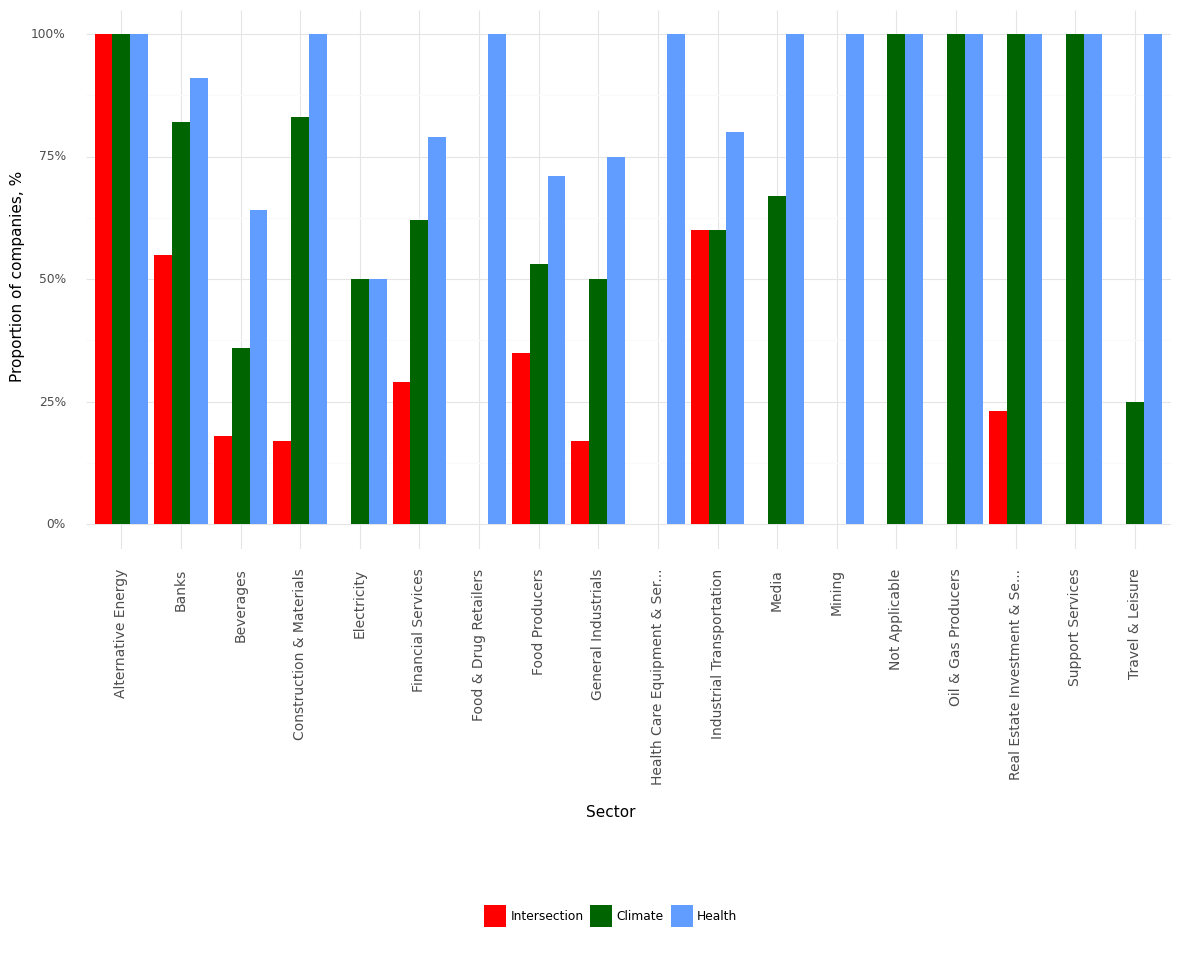 Proportion of companies, %
100%
75%
50%
25%
0%
Alternative Energy
Banks
Beverages
Construction & Materials
Electricity
Financial Services
Food & Drug Retailers
Food Producers
General Industrials
Health Care Equipment & Ser...
Industrial Transportation
Media
Mining
Not Applicable
Oil & Gas Producers
Real Estate Investment & Se...
Support Services
Travel & Leisure
Sector
Intersection Climate Health